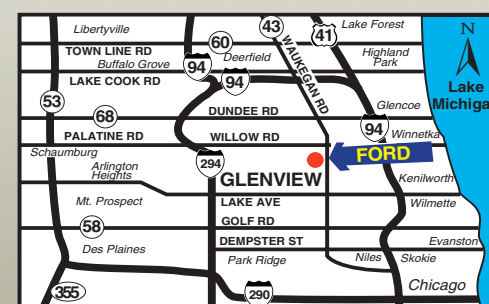 Libertyville
43
Lake Forest
41
N
60
TOWN LINE RD
Deerfield
WAUKEGAN RD
Highland
Park
Buffalo Grove
94
LAKE COOK RD
94
Lake
Michiga
53
Glencoe
68
DUNDEE RD
94
PALATINE RD
WILLOW RD
Winnetka
FORD
Schaumburg
294
Arlington
Heights
GLENVIEW
Kenilworth
Mt. Prospect
LAKE AVE
Wilmette
58
GOLF RD
DEMPSTER ST
Evanston
Des Plaines
Park Ridge
Niles
Skokie
355
290
Chicago